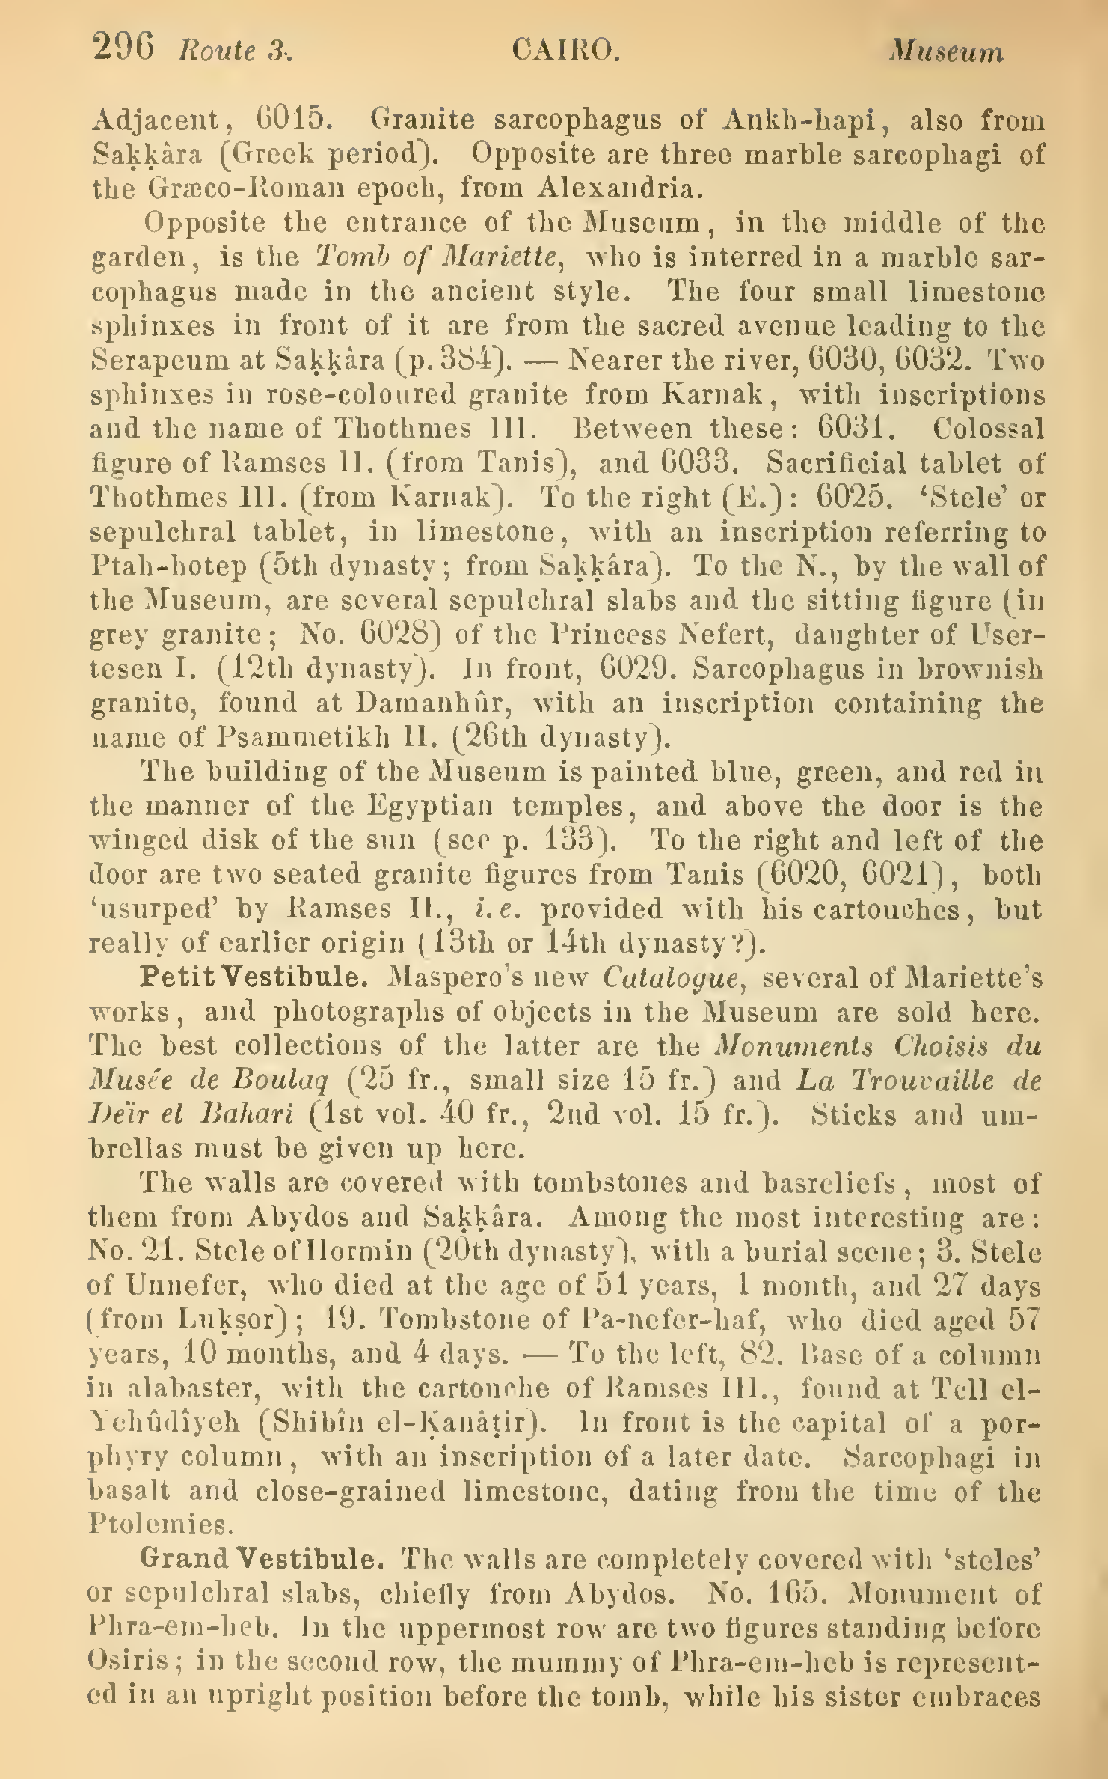 296 Route 3. CAIRO. Museum
Adjacent, 6015. Granite sarcophagus of Ankh-hapi, also from
Saḳḳâra (Greek period). Opposite are three marble sarcophagi of
the Græco-Roman epoch, from Alexandria.
Opposite the entrance of the Museum, in the middle of the
garden, is the Tomb of Mariette, who is interred in a marble sar-
cophagus made in the ancient style. The four small limestone
sphinxes in front of it are from the sacred avenue leading to the
Serapeum at Saḳḳâra (p. 384). — Nearer the river, 6030, 6032. Two
sphinxes in rose-coloured granite from Karnak, with inscriptions
and the name of Thothmes III. Between these: 6031. Colossal
figure of Ramses II. (from Tanis), and 6033. Sacrificial tablet of
Thothmes III. (from Karnak). To the right (E.): 6025. 'Stele' or
sepulchral tablet, in limestone, with an inscription referring to
Ptah-hotep (5th dynasty; from Saḳḳâra). To the N., by the wall of
the Museum, are several sepulchral slabs and the sitting figure (in
grey granite; No. 6028) of the Princess Nefert, daughter of User-
tesen I. (12th dynasty). In front, 6029. Sarcophagus in brownish
granite, found at Damanhûr, with an inscription containing the
name of Psammetikh II. (26th dynasty).
The building of the Museum is painted blue, green, and red in
the manner of the Egyptian temples, and above the door is the
winged disk of the sun (see p. 133). To the right and left of the
door are two seated granite figures from Tanis (6020, 6021), both
'usurped' by Ramses II., i.e. provided with his cartouches, but
really of earlier origin (13th or 14th dynasty?).
Petit Vestibule. Maspero's new Catalogue, several of Mariette's
works, and photographs of objects in the Museum are sold here.
The best collections of the latter are the Monuments Choisis du
Musée de Boulaq (25 fr., small size 15 fr.) and La Trouvaille de
Deïr el Bahari (1st vol. 40 fr., 2nd vol. 15 fr.). Sticks and um-
brellas must be given up here.
The walls are covered with tombstones and basreliefs, most of
them from Abydos and Saḳḳâra. Among the most interesting are:
No. 21. Stele of Hormin (20th dynasty), with a burial scene; 3. Stele
of Unnefer, who died at the age of 51 years, 1 month, and 27 days
(from Luḳṣor); 19. Tombstone of Pa-nefer-haf, who died aged 57
years, 10 months, and 4 days. — To the left, 82. Base of a column
in alabaster, with the cartouche of Ramses III., found at Tell el-
Yehûdîyeh (Shibîn el-Ḳanâṭir). In front is the capital of a por-
phyry column, with an inscription of a later date. Sarcophagi in
basalt and close-grained limestone, dating from the time of the
Ptolemies.
Grand Vestibule. The walls are completely covered with 'steles'
or sepulchral slabs, chiefly from Abydos. No. 165. Monument of
Phra-em-heb. In the uppermost row are two figures standing before
Osiris; in the second row, the mummy of Phra-em-heb is represent-
ed in an upright position before the tomb, while his sister embraces